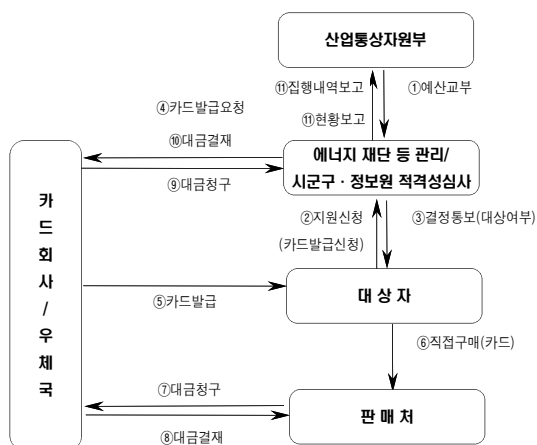 산업통상자원부
⑪집행내역보고
①예산교부
④카드발급요청
⑪현황보고
⑩대금결재
에너지 재단 등 관리/
시군구 · 정보원 적격성심사
⑨대금청구
②지원신청
(카드발급신청)
③결정통보(대상여부)
카
드
회
사
/
우
체
국
대 상 자
⑤카드발급
⑥직접구매(카드)
⑦대금청구
판 매 처
⑧대금결재